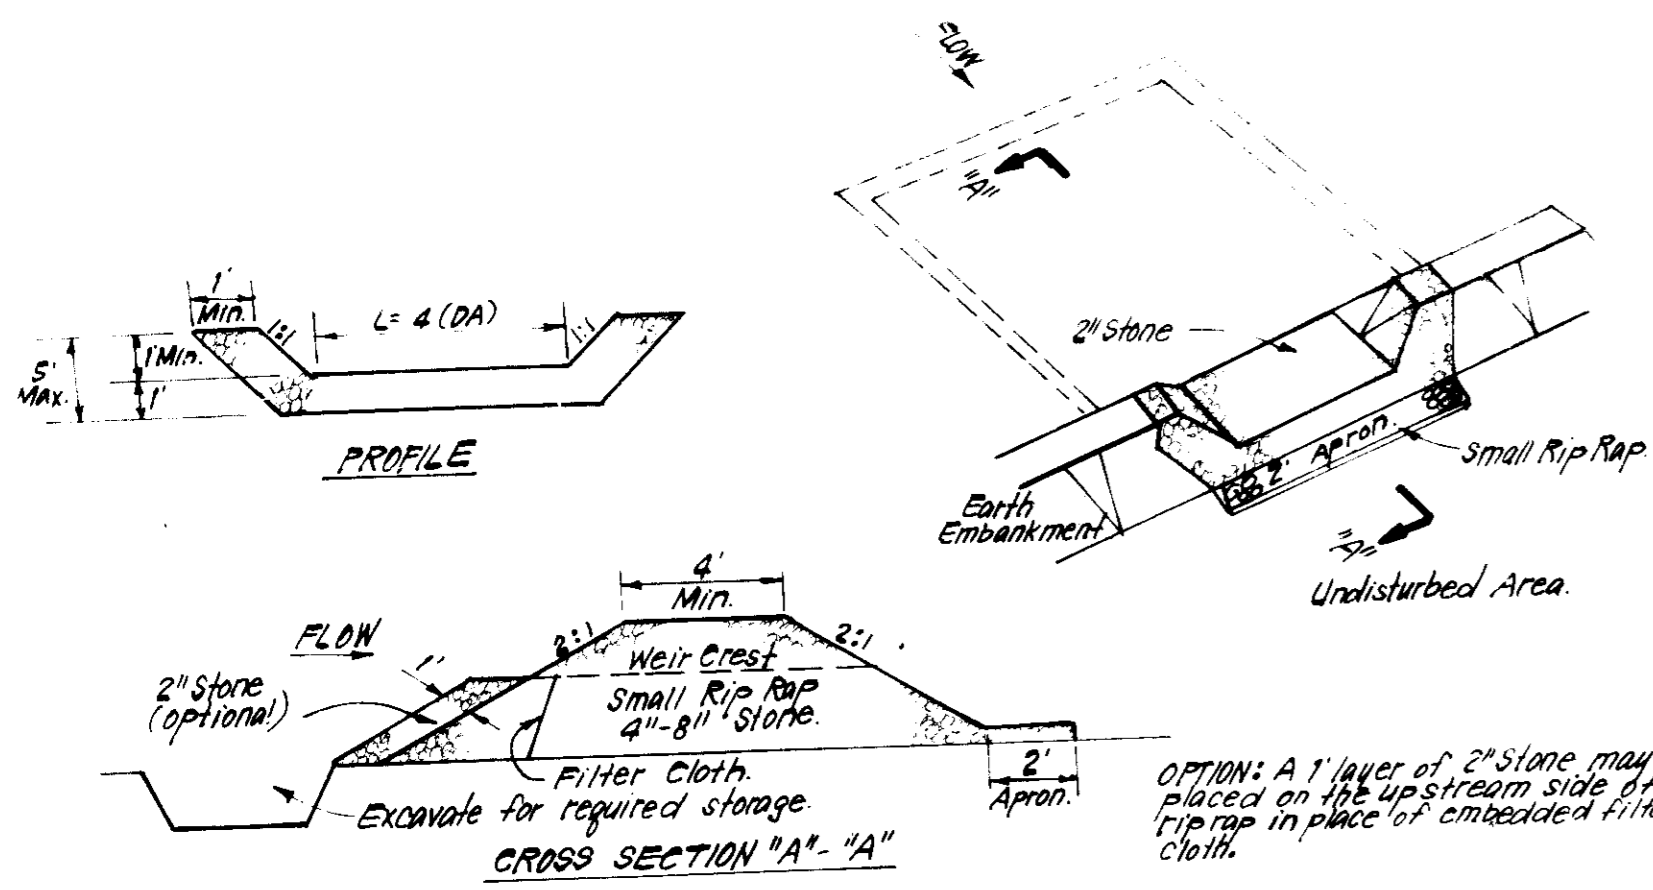 FLOW
"A"
2" Stone
2' Apron.
Small Rip Rap.
Earth
Embankment
"A"
Undisturbed Area.
1'
Min.
1:1
L= 4 (DA)
1:1
1' Min.
5'
Max.
1'
PROFILE
4'
Min.
FLOW
2:1
2:1
1'
Weir Crest
2" Stone
(optional)
Small Rip Rap
4"-8" Stone.
Filter Cloth.
2'
Apron.
Excavate for required storage.
CROSS SECTION "A"- "A"
OPTION: A 1' layer of 2" Stone may
placed on the upstream side of
rip rap in place of embedded
cloth.